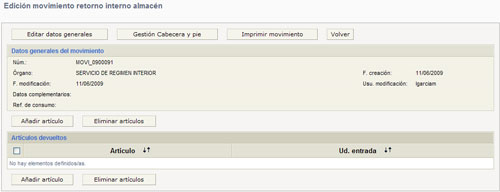 Edición movimiento retorno interno almacén
Editar datos generales Gestión Cabecera y pie Imprimir movimiento Volver
Datos generales del movimiento
Núm.: MOVI_0900091
Órgano: SERVICIO DE REGIMEN INTERIOR F. creación: 11/06/2009
F. modificación: 11/06/2009 Usu. modificación: lgarciam
Datos complementarios:
Ref. de consumo:
Añadir artículo Eliminar artículos
Artículos devueltos
Artículo Ud. entrada
No hay elementos definidos/as.
Añadir artículo Eliminar artículos